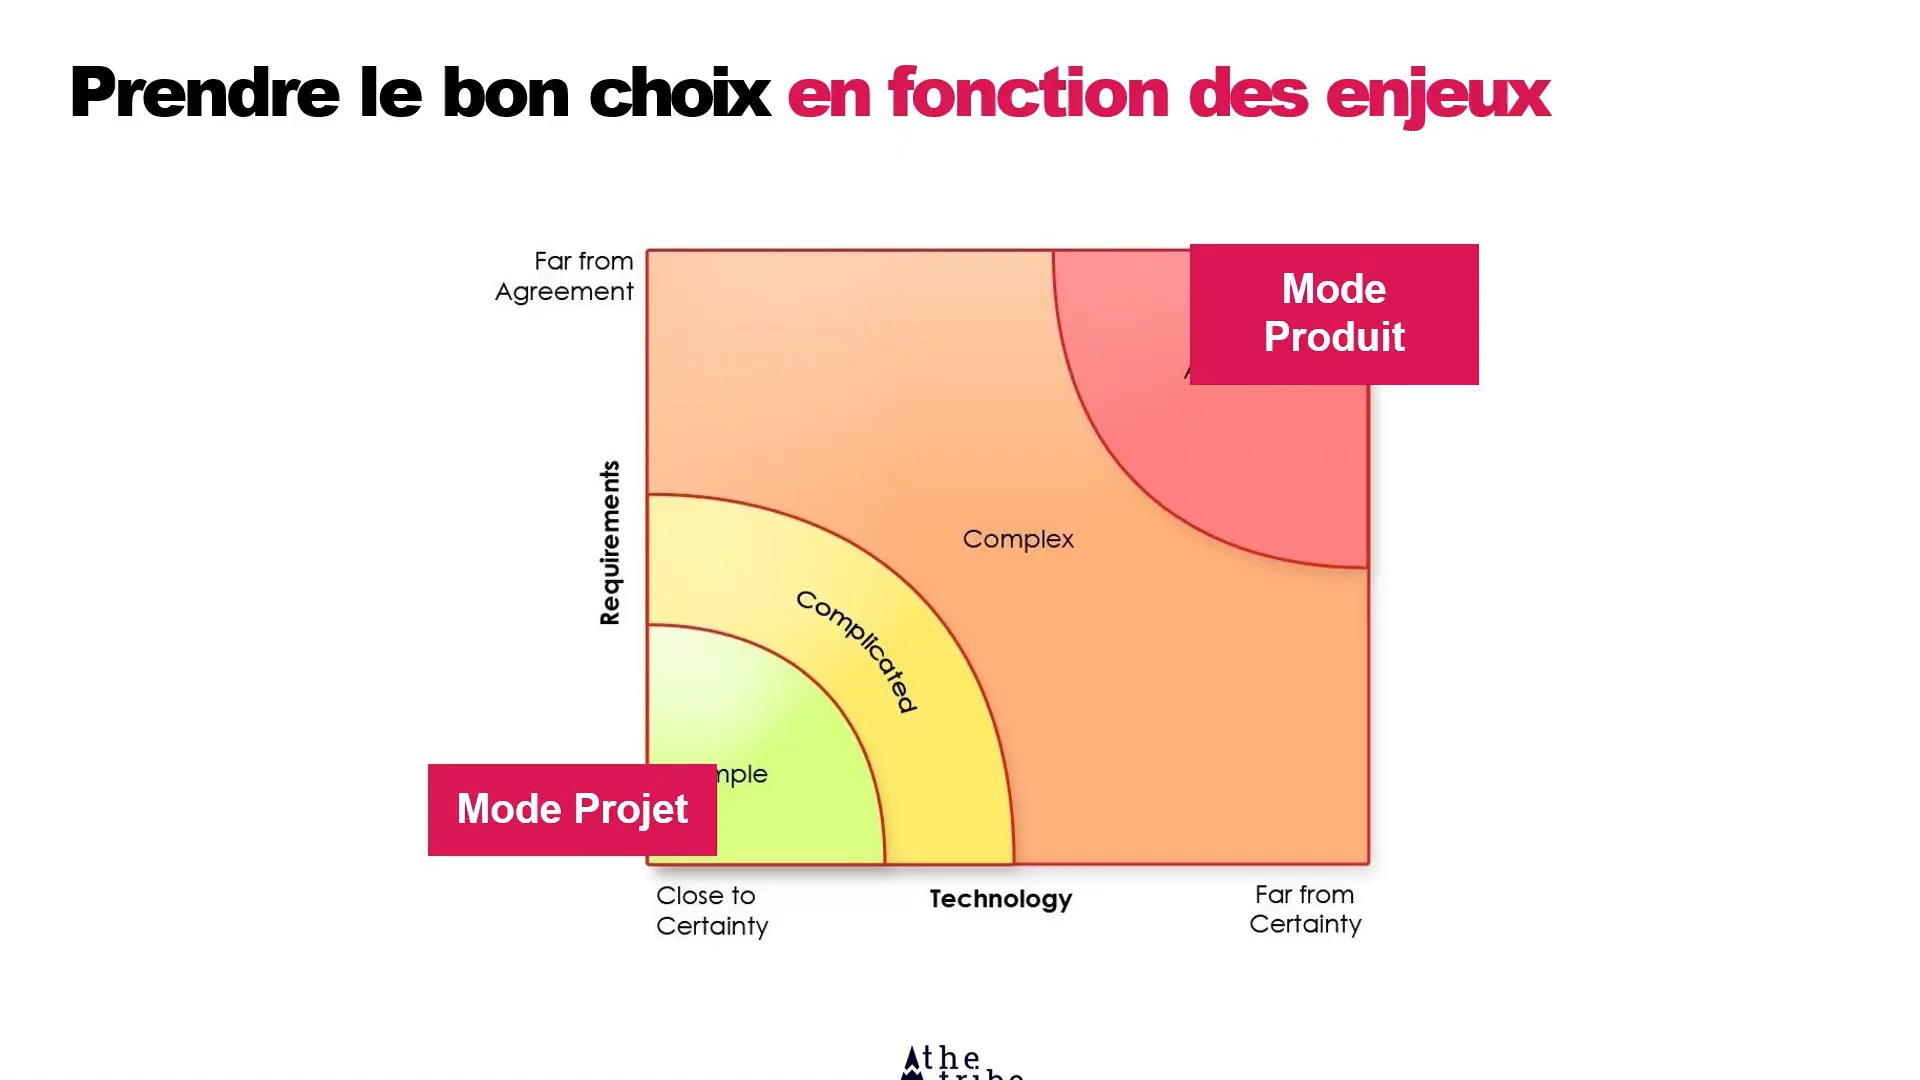 Prendre le bon choix en fonction des enjeux
Far from
Agreement
Mode
Produit
Requirements
Complex
Complicated
Mode Projet
Close to
Certainty
Technology
Far from
Certainty
the
tribe